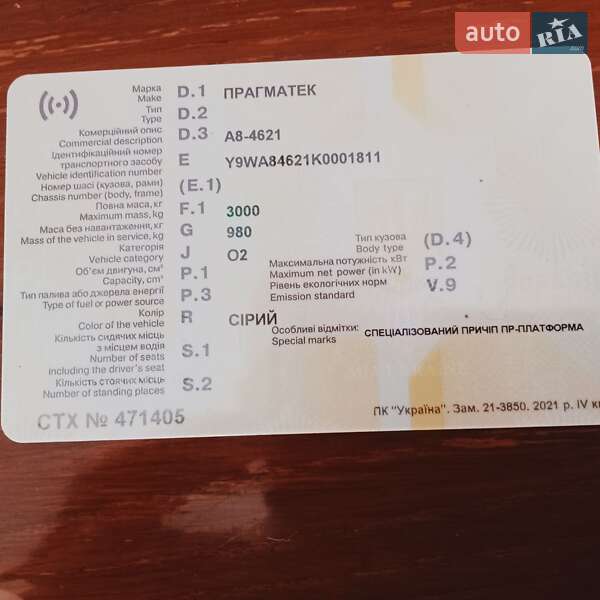 auto RIA .com
Марка D.1 ПРАГМАТЕК
Make
Тип D.2
Type
Комерційний опис D.3 А8-4621
Commercial description
Ідентифікаційний номер
транспортного засобу E Y9WA84621K0001811
Vehicle identification number
Номер шасі (кузова, рами) (E.1)
Chassis number (body, frame)
Повна маса, кг F.1 3000
Maximum mass, kg
Маса без навантаження, кг G 980
Mass of the vehicle in service, kg
Категорія J O2
Vehicle category
Об'єм двигуна, см³ P.1
Capacity, cm³
Тип палива або джерела енергії P.3
Type of fuel or power source
Колір R СІРИЙ
Color of the vehicle
Кількість сидячих місць
з місцем водія S.1
Number of seats
including the driver's seat
Кількість стоячих місць S.2
Number of standing places
Тип кузова (D.4)
Body type
Максимальна потужність кВт P.2
Maximum net power (in kW)
Рівень екологічних норм V.9
Emission standard
Особливі відмітки: СПЕЦІАЛІЗОВАНИЙ ПРИЧІП ПР-ПЛАТФОРМА
Special marks
СТХ № 471405
ПК "Україна". Зам. 21-3850. 2021 р. IV кв